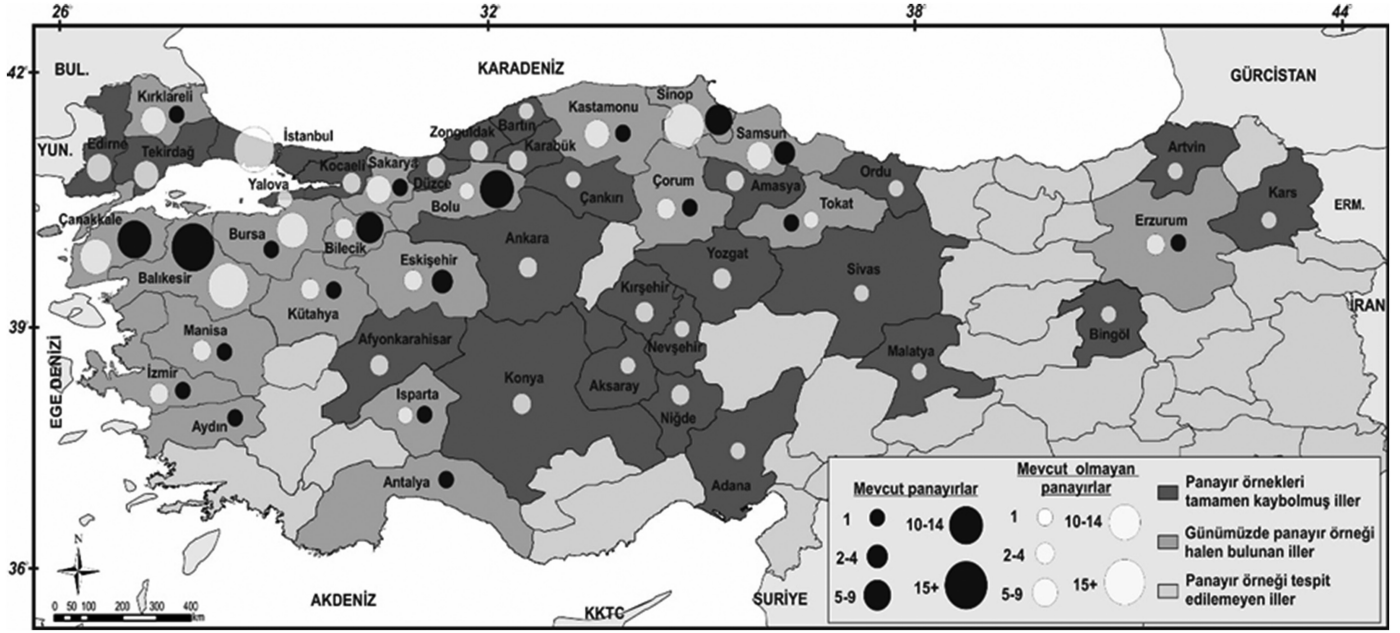 26° 32° 38° 44°
42°
39°
36°
BUL.
YUN.
KARADENİZ
GÜRCİSTAN
ERM.
İRAN
EGE DENİZİ
AKDENİZ
KKTC
SURİYE
Kırklareli
Edirne
Tekirdağ
İstanbul
Kocaeli
Sakarya
Düzce
Zonguldak
Bartın
Karabük
Kastamonu
Sinop
Samsun
Ordu
Artvin
Kars
Yalova
Bolu
Çankırı
Çorum
Amasya
Tokat
Erzurum
Çanakkale
Balıkesir
Bursa
Bilecik
Eskişehir
Ankara
Yozgat
Sivas
Kütahya
Kırşehir
Bingöl
Manisa
Afyonkarahisar
Nevşehir
Malatya
İzmir
Isparta
Konya
Aksaray
Niğde
Aydın
Antalya
Adana
N
0 50 100 200 300 400
km
Mevcut panayırlar
1
2-4
5-9
10-14
15+
Mevcut olmayan
panayırlar
1
2-4
5-9
10-14
15+
Panayır örnekleri
tamamen kaybolmuş iller
Günümüzde panayır örneği
halen bulunan iller
Panayır örneği tespit
edilemeyen iller